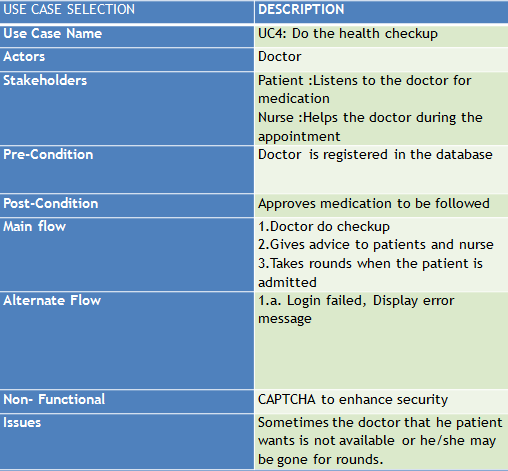 USE CASE SELECTION DESCRIPTION
Use Case Name UC4: Do the health checkup
Actors Doctor
Stakeholders Patient :Listens to the doctor for
medication
Nurse :Helps the doctor during the
appointment
Pre-Condition Doctor is registered in the database
Post-Condition Approves medication to be followed
Main flow 1.Doctor do checkup
2.Gives advice to patients and nurse
3.Takes rounds when the patient is
admitted
Alternate Flow 1.a. Login failed, Display error
message
Non- Functional CAPTCHA to enhance security
Issues Sometimes the doctor that he patient
wants is not available or he/she may
be gone for rounds.